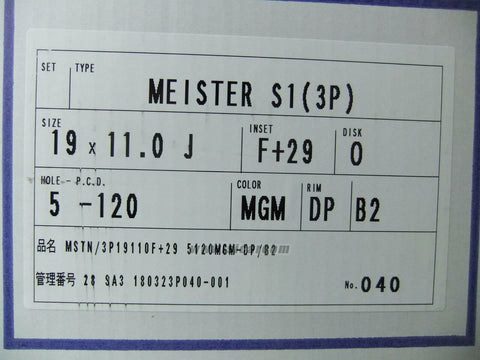 SET TYPE
MEISTER S1(3P)
SIZE INSET DISK
19 x 11.0 J F+29 O
HOLE - P.C.D. COLOR RIM
5 -120 MGM DP B2
品名 MSTN/3P19110F+29 5120MGM-DP/B2
管理番号 28 SA3 180323P040-001
No. 040